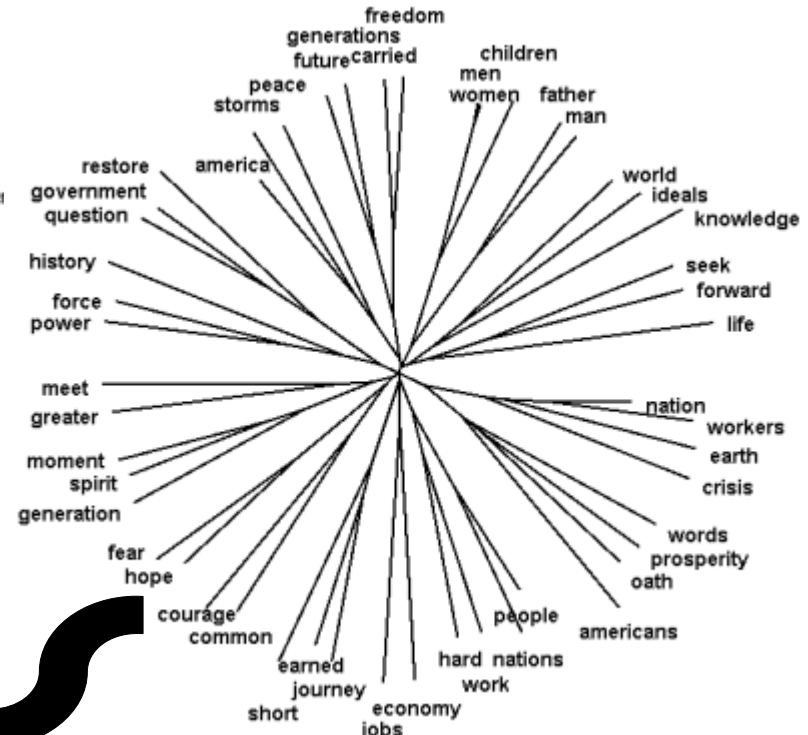 freedom
generations
future carried
children
men
women
father
man
peace
storms
america
restore
government
question
history
force
power
world
ideals
knowledge
seek
forward
life
meet
greater
moment
spirit
generation
fear
hope
courage
common
earned
journey
short
nation
workers
earth
crisis
words
prosperity
oath
americans
people
hard nations
work
economy
jobs